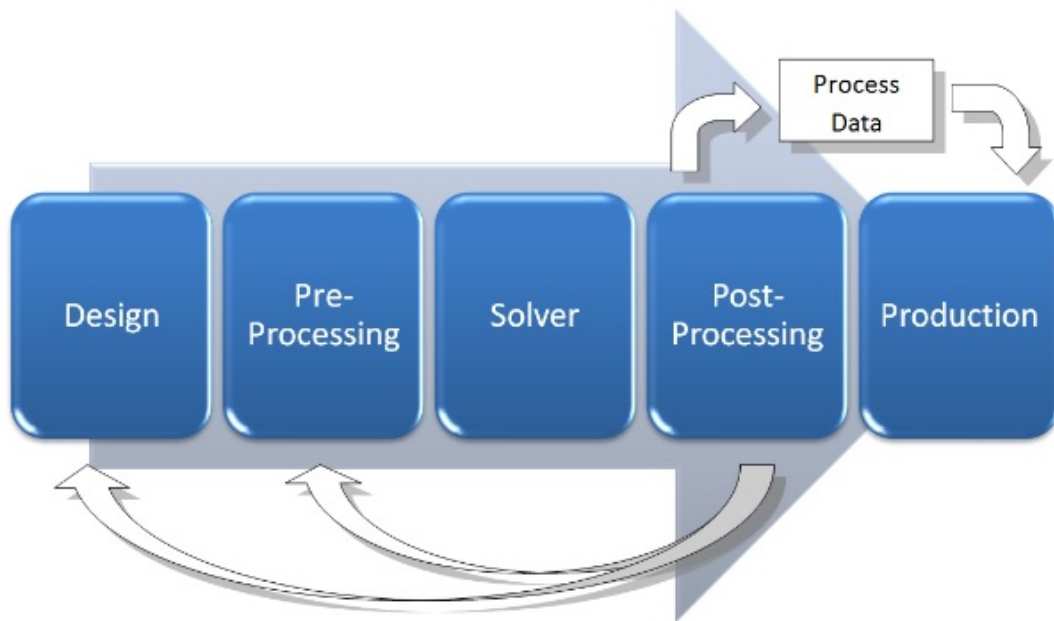 Process
Data
Design
Pre-
Processing
Solver
Post-
Processing
Production